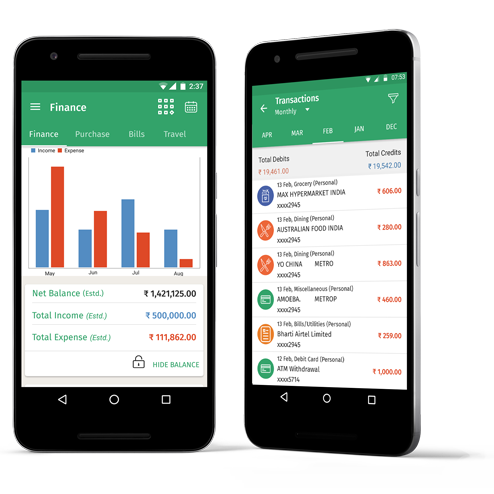 2:37
Finance
Finance Purchase Bills Travel
Income Expense
May Jun Jul Aug
Net Balance (Estd.) ₹ 1,421,125.00
Total Income (Estd.) ₹ 500,000.00
Total Expense (Estd.) ₹ 111,862.00
HIDE BALANCE
07:53
Transactions
Monthly
APR MAR FEB JAN DEC
Total Debits Total Credits
₹ 19,461.00 ₹ 19,542.00
13 Feb, Grocery (Personal)
MAX HYPERMARKET INDIA ₹ 606.00
xxxx2945
13 Feb, Dining (Personal)
AUSTRALIAN FOOD INDIA ₹ 280.00
xxxx2945
13 Feb, Dining (Personal)
YO CHINA METRO ₹ 863.00
xxxx2945
13 Feb, Miscellaneous (Personal)
AMOEBA, METROP ₹ 460.00
xxxx2945
13 Feb, Bills/Utilities (Personal)
Bharti Airtel Limited ₹ 259.00
xxxx2945
12 Feb, Debit Card (Personal)
ATM Withdrawal ₹ 1,000.00
xxxx5714